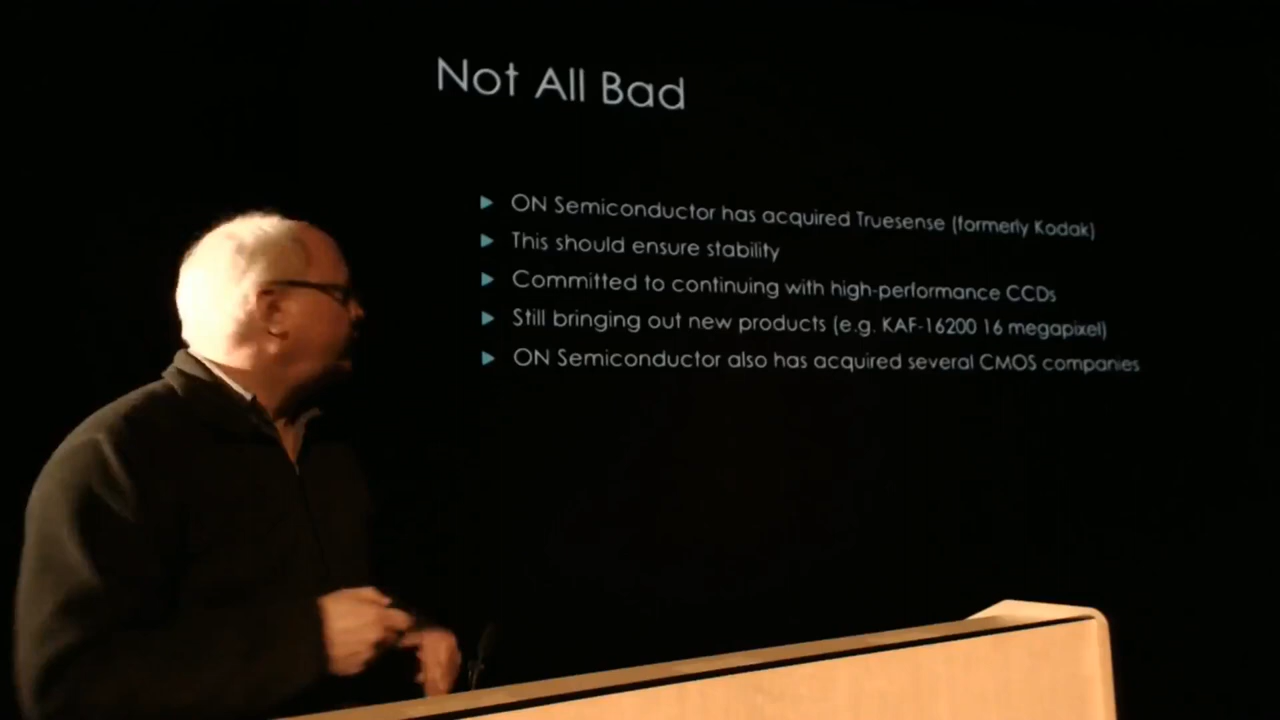 Not All Bad
ON Semiconductor has acquired Truesense (formerly Kodak)
This should ensure stability
Committed to continuing with high-performance CCDs
Still bringing out new products (e.g. KAF-16200 16 megapixel)
ON Semiconductor also has acquired several CMOS companies